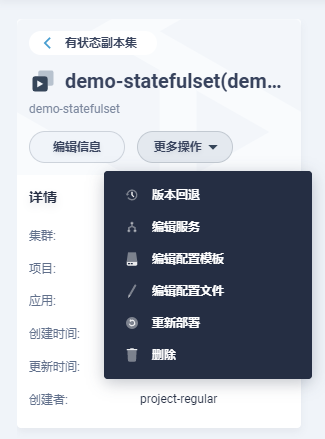 有状态副本集
demo-statefulset(dem...
demo-statefulset
编辑信息
更多操作
详情
版本回退
集群:
编辑服务
项目:
编辑配置模板
应用:
编辑配置文件
创建时间:
重新部署
更新时间:
删除
创建者:
project-regular